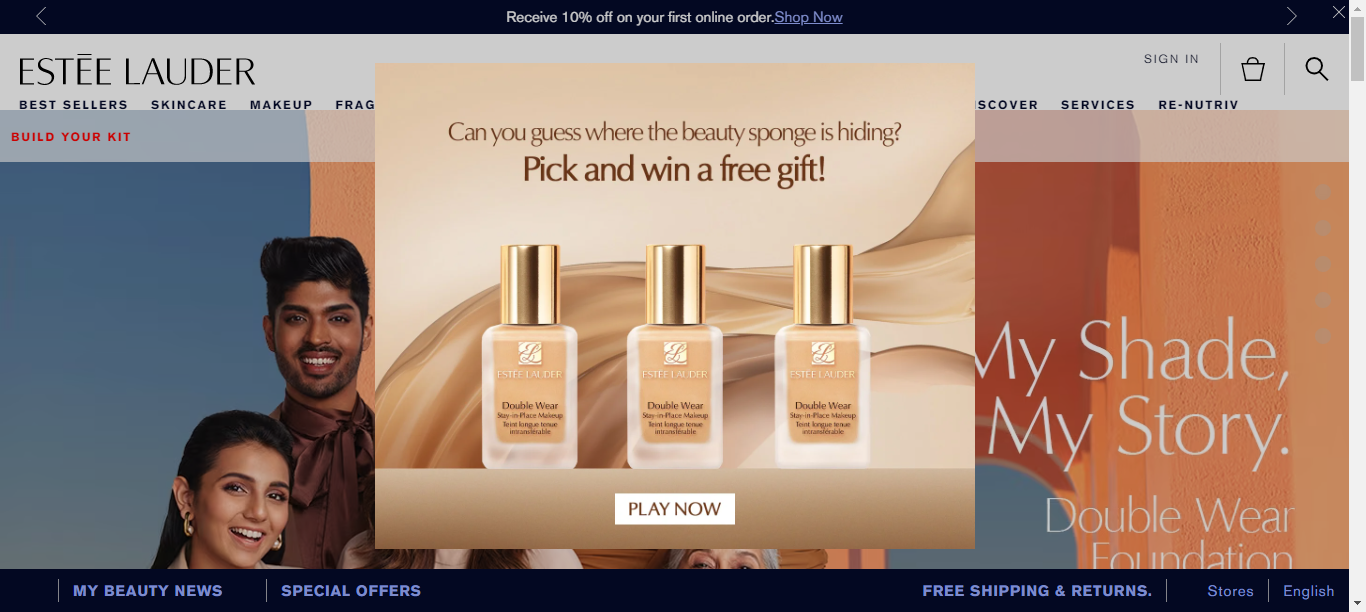 Receive 10% off on your first online order.Shop Now
ESTĒE LAUDER
SIGN IN
BEST SELLERS SKINCARE MAKEUP FRAG
ISCOVER SERVICES RE-NUTRIV
BUILD YOUR KIT
Can you guess where the beauty sponge is hiding?
Pick and win a free gift!
ESTĒE LAUDER
Double Wear
Stay-in-Place Makeup
Teint longue tenue
intransférable
ESTĒE LAUDER
Double Wear
Stay-in-Place Makeup
Teint longue tenue
intransférable
ESTĒE LAUDER
Double Wear
Stay-in-Place Makeup
Teint longue tenue
intransférable
PLAY NOW
My Shade,
My Story.
Double Wear
Foundation
MY BEAUTY NEWS SPECIAL OFFERS FREE SHIPPING & RETURNS. Stores English